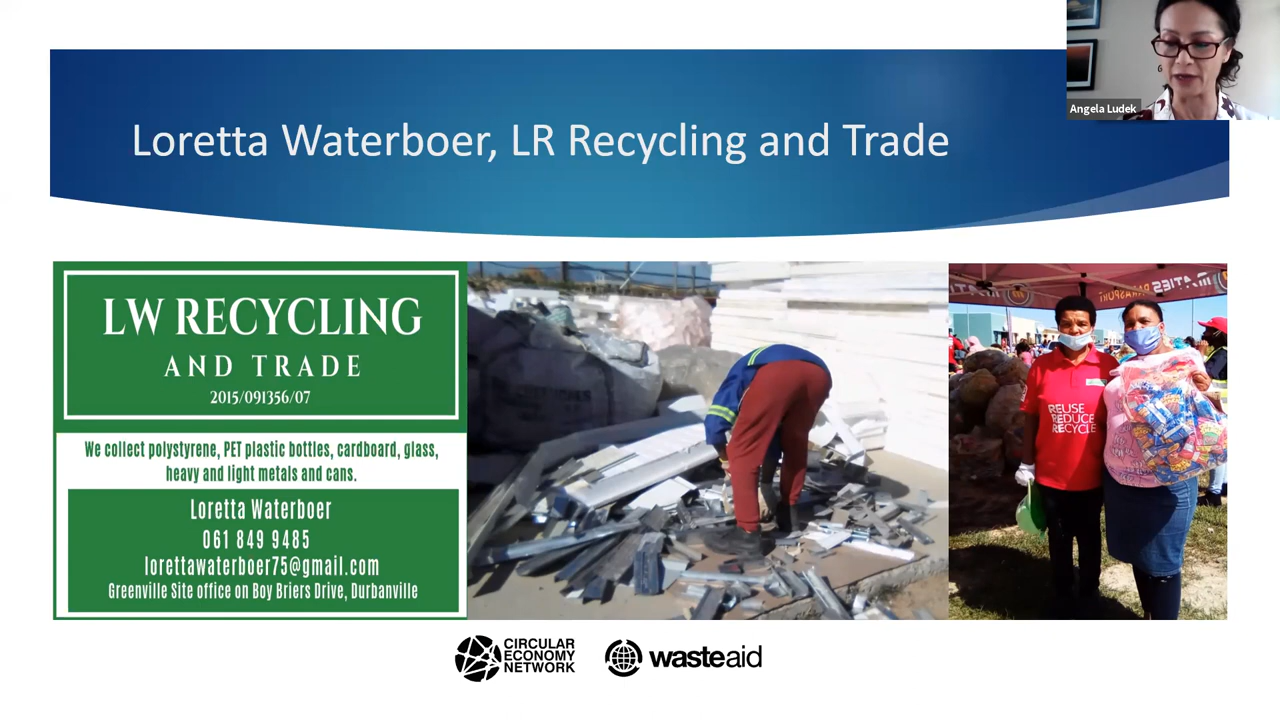 Angela Ludek
Loretta Waterboer, LR Recycling and Trade
LW RECYCLING
AND TRADE
2015/091356/07
We collect polystyrene, PET plastic bottles, cardboard, glass,
heavy and light metals and cans.
Loretta Waterboer
061 849 9485
lorettawaterboer75@gmail.com
Greenville Site office on Boy Briers Drive, Durbanville
REUSE
REDUCE
RECYCLE
CIRCULAR
ECONOMY
NETWORK
wasteaid